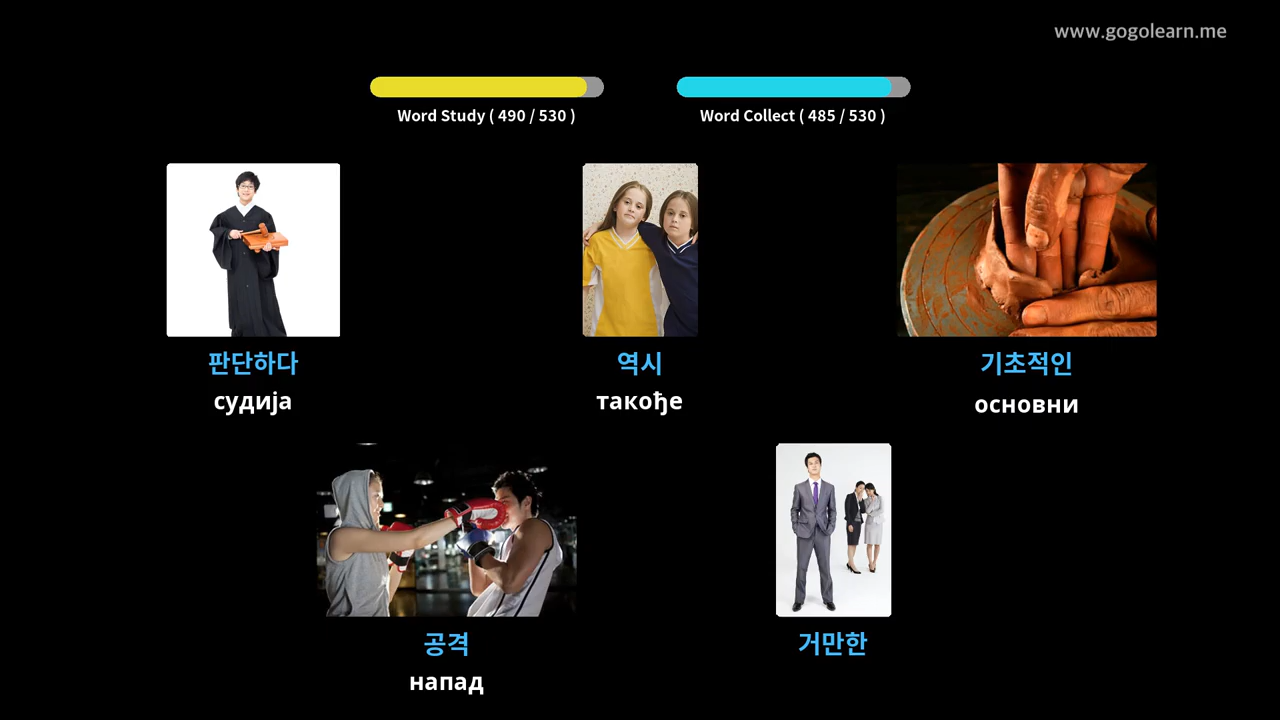 www.gogolearn.me
Word Study ( 490 / 530 )
Word Collect ( 485 / 530 )
판단하다
судија
역시
такође
기초적인
основни
공격
напад
거만한